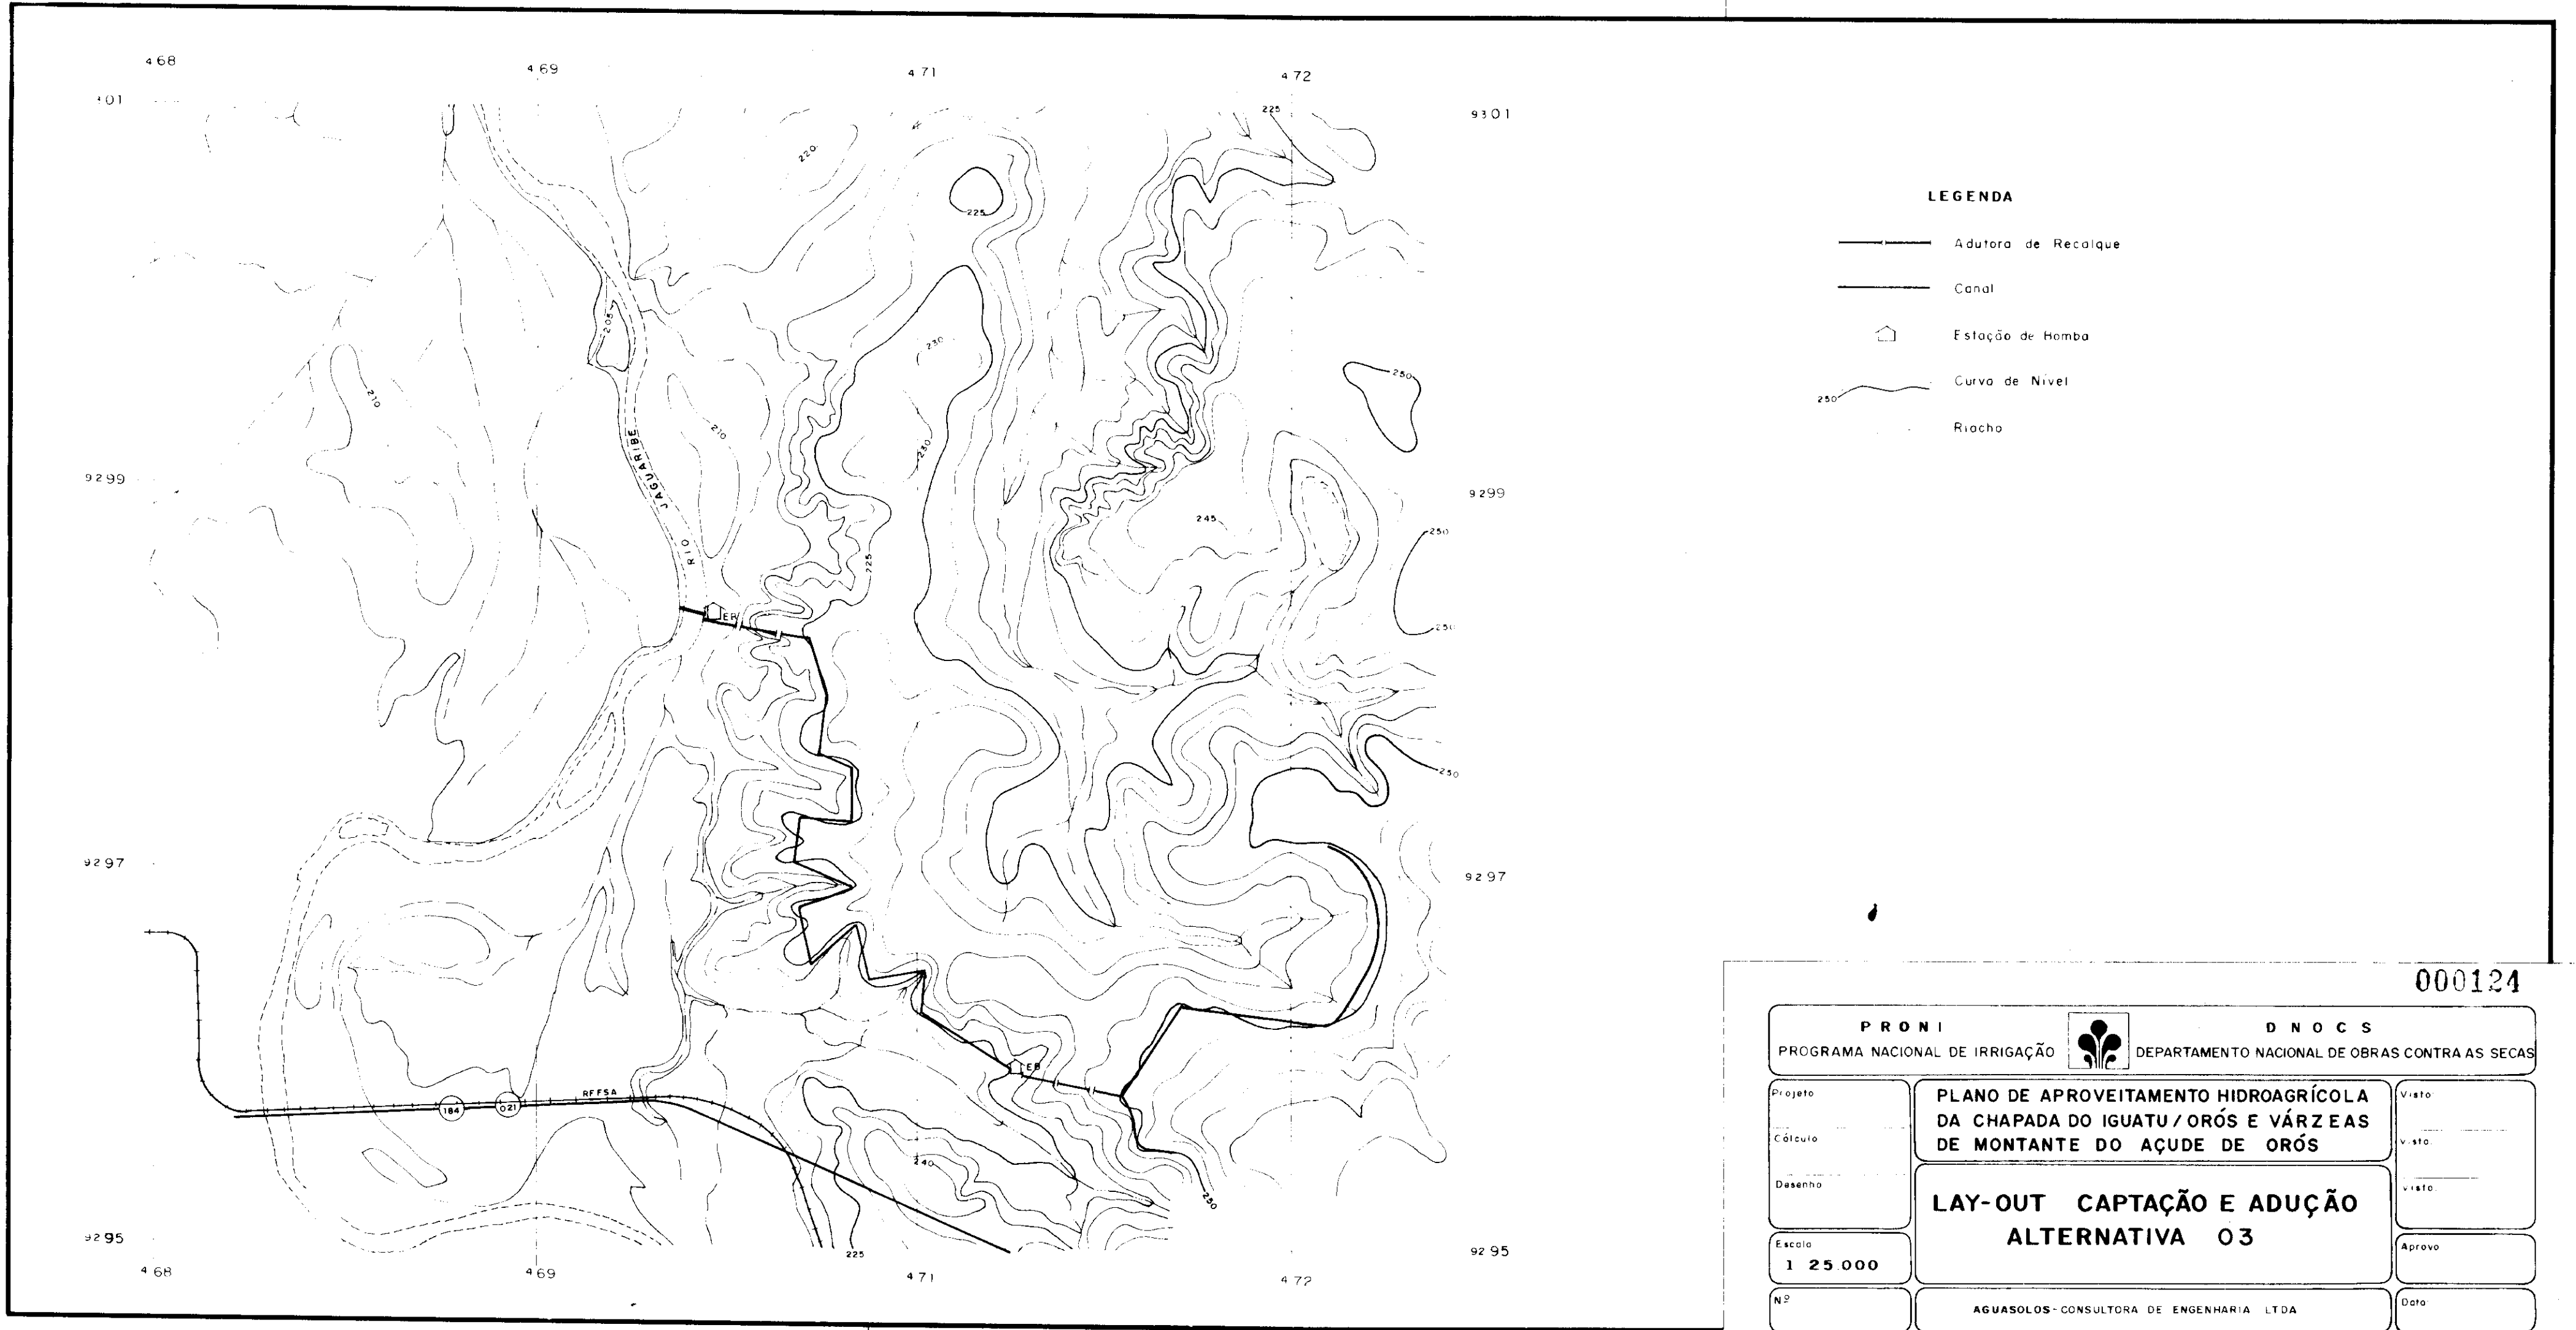 468
469
471
472
301
9301
225
220
225
LEGENDA
Adutora de Recalque
Canal
Estação de Bomba
250
Curva de Nivel
Riacho
205
230
210
210
230
250
RIO JAGUARIBE
9299
9299
245
250
225
EB
250
250
9297
9297
EB
RFFSA
184
021
240
250
225
9295
9295
468
469
471
472
000124
PRONI
PROGRAMA NACIONAL DE IRRIGAÇÃO
DNOCS
DEPARTAMENTO NACIONAL DE OBRAS CONTRA AS SECAS
Projeto
Cálculo
Desenho
Escala
1 25.000
Nº
PLANO DE APROVEITAMENTO HIDROAGRÍCOLA
DA CHAPADA DO IGUATU / ORÓS E VÁRZEAS
DE MONTANTE DO AÇUDE DE ORÓS
LAY-OUT CAPTAÇÃO E ADUÇÃO
ALTERNATIVA 03
AGUASOLOS - CONSULTORA DE ENGENHARIA LTDA
Visto
Visto
Visto
Aprovo
Data